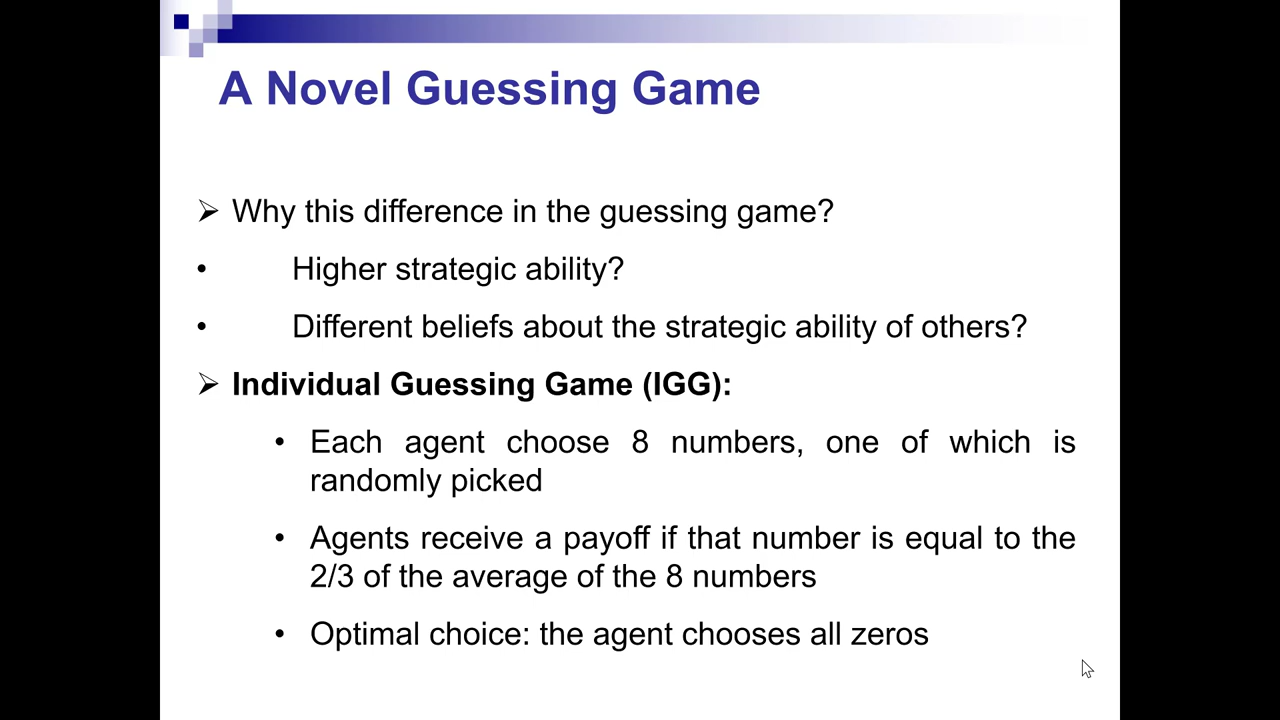 A Novel Guessing Game
➢ Why this difference in the guessing game?
• Higher strategic ability?
• Different beliefs about the strategic ability of others?
➢ Individual Guessing Game (IGG):
• Each agent choose 8 numbers, one of which is
randomly picked
• Agents receive a payoff if that number is equal to the
2/3 of the average of the 8 numbers
• Optimal choice: the agent chooses all zeros